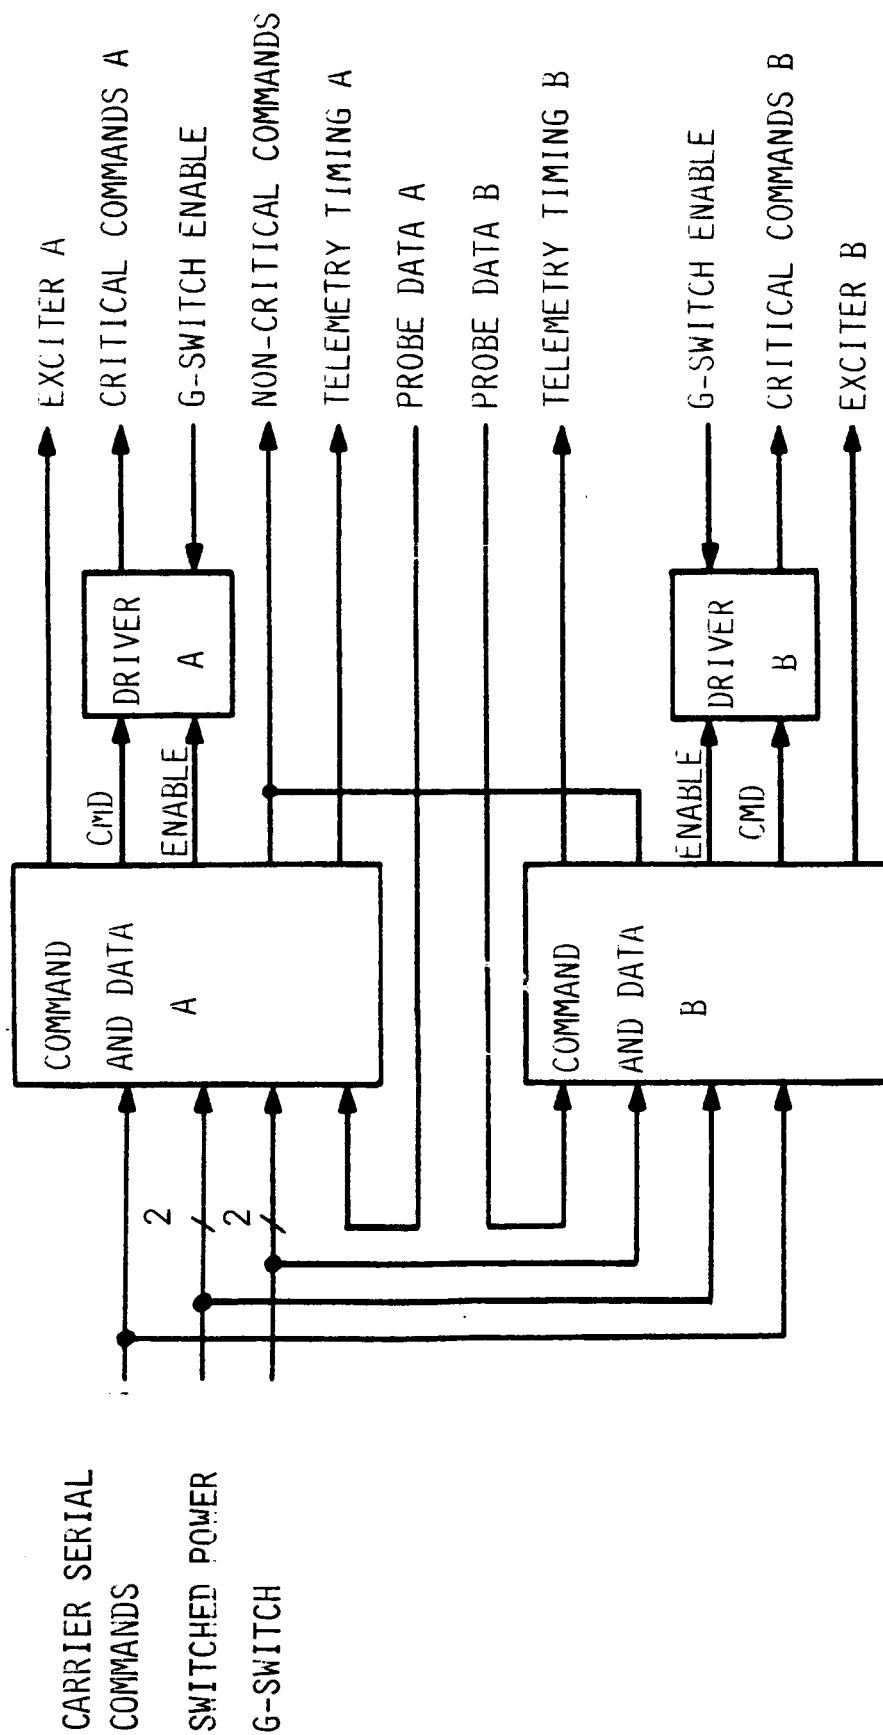 CARRIER SERIAL
COMMANDS
SWITCHED POWER
G-SWITCH
2
2
COMMAND
AND DATA
A
CMD
ENABLE
DRIVER
A
EXCITER A
CRITICAL COMMANDS A
G-SWITCH ENABLE
NON-CRITICAL COMMANDS
TELEMETRY TIMING A
PROBE DATA A
PROBE DATA B
TELEMETRY TIMING B
COMMAND
AND DATA
B
ENABLE
CMD
DRIVER
B
G-SWITCH ENABLE
CRITICAL COMMANDS B
EXCITER B